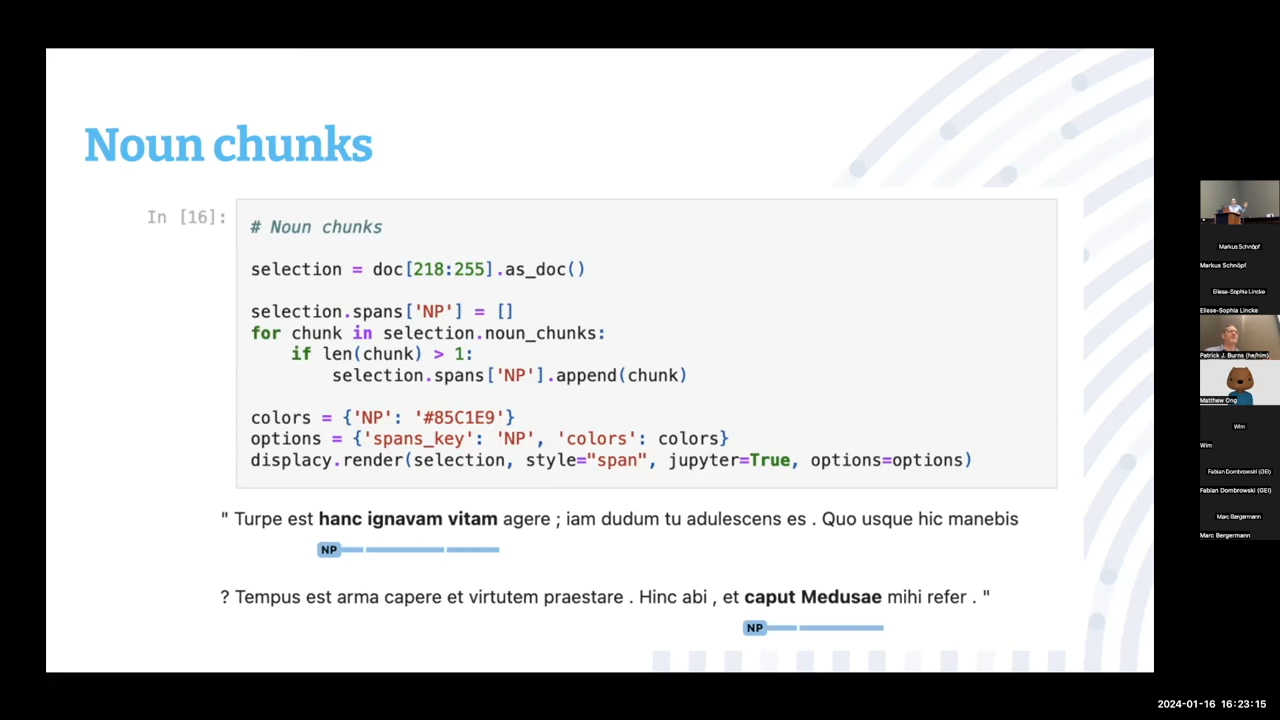 Noun chunks
In [16]:
# Noun chunks
selection = doc[218:255].as_doc()
selection.spans['NP'] = []
for chunk in selection.noun_chunks:
    if len(chunk) > 1:
        selection.spans['NP'].append(chunk)
colors = {'NP': '#85C1E9'}
options = {'spans_key': 'NP', 'colors': colors}
displacy.render(selection, style="span", jupyter=True, options=options)
" Turpe est hanc ignavam vitam agere ; iam dudum tu adulescens es . Quo usque hic manebis
NP
? Tempus est arma capere et virtutem praestare . Hinc abi , et caput Medusae mihi refer . "
NP
Markus Schnöpf
Markus Schnöpf
Eliese-Sophia Lincke
Eliese-Sophia Lincke
Patrick J. Burns (he/him)
Matthew Ong
Wim
Wim
Fabian Dombrowski (GEI)
Fabian Dombrowski (GEI)
Marc Bergermann
Marc Bergermann
2024-01-16 16:23:15